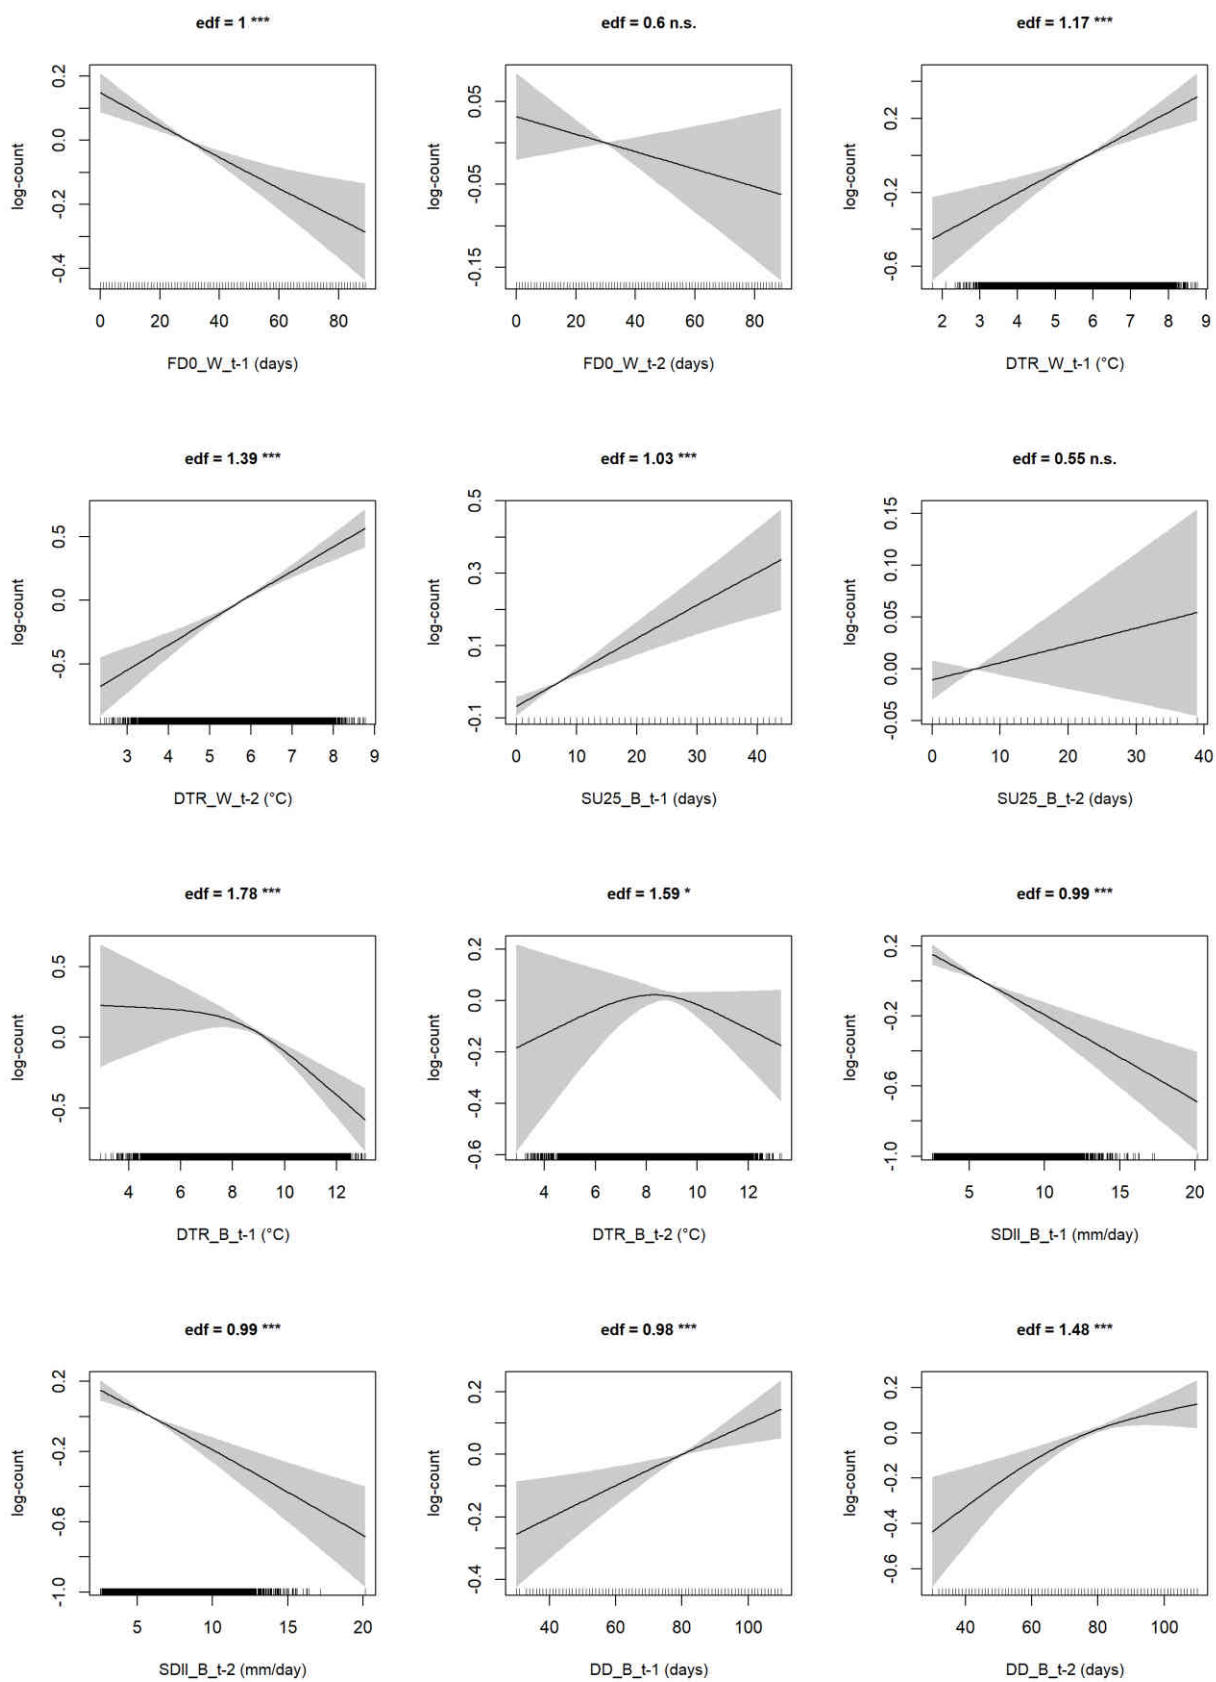 edf = 1 ***
log-count
0.2
0.0
-0.2
-0.4
0 20 40 60 80
FD0_W_t-1 (days)
edf = 0.6 n.s.
log-count
0.05
-0.05
-0.15
0 20 40 60 80
FD0_W_t-2 (days)
edf = 1.17 ***
log-count
0.2
-0.2
-0.6
2 3 4 5 6 7 8 9
DTR_W_t-1 (°C)
edf = 1.39 ***
log-count
0.5
0.0
-0.5
3 4 5 6 7 8 9
DTR_W_t-2 (°C)
edf = 1.03 ***
log-count
0.5
0.3
0.1
-0.1
0 10 20 30 40
SU25_B_t-1 (days)
edf = 0.55 n.s.
log-count
0.15
0.10
0.05
0.00
-0.05
0 10 20 30 40
SU25_B_t-2 (days)
edf = 1.78 ***
log-count
0.5
0.0
-0.5
4 6 8 10 12
DTR_B_t-1 (°C)
edf = 1.59 *
log-count
0.2
0.0
-0.2
-0.4
-0.6
4 6 8 10 12
DTR_B_t-2 (°C)
edf = 0.99 ***
log-count
0.2
-0.2
-0.6
-1.0
5 10 15 20
SDII_B_t-1 (mm/day)
edf = 0.99 ***
log-count
0.2
-0.2
-0.6
-1.0
5 10 15 20
SDII_B_t-2 (mm/day)
edf = 0.98 ***
log-count
0.2
0.0
-0.2
-0.4
40 60 80 100
DD_B_t-1 (days)
edf = 1.48 ***
log-count
0.2
0.0
-0.2
-0.4
-0.6
40 60 80 100
DD_B_t-2 (days)